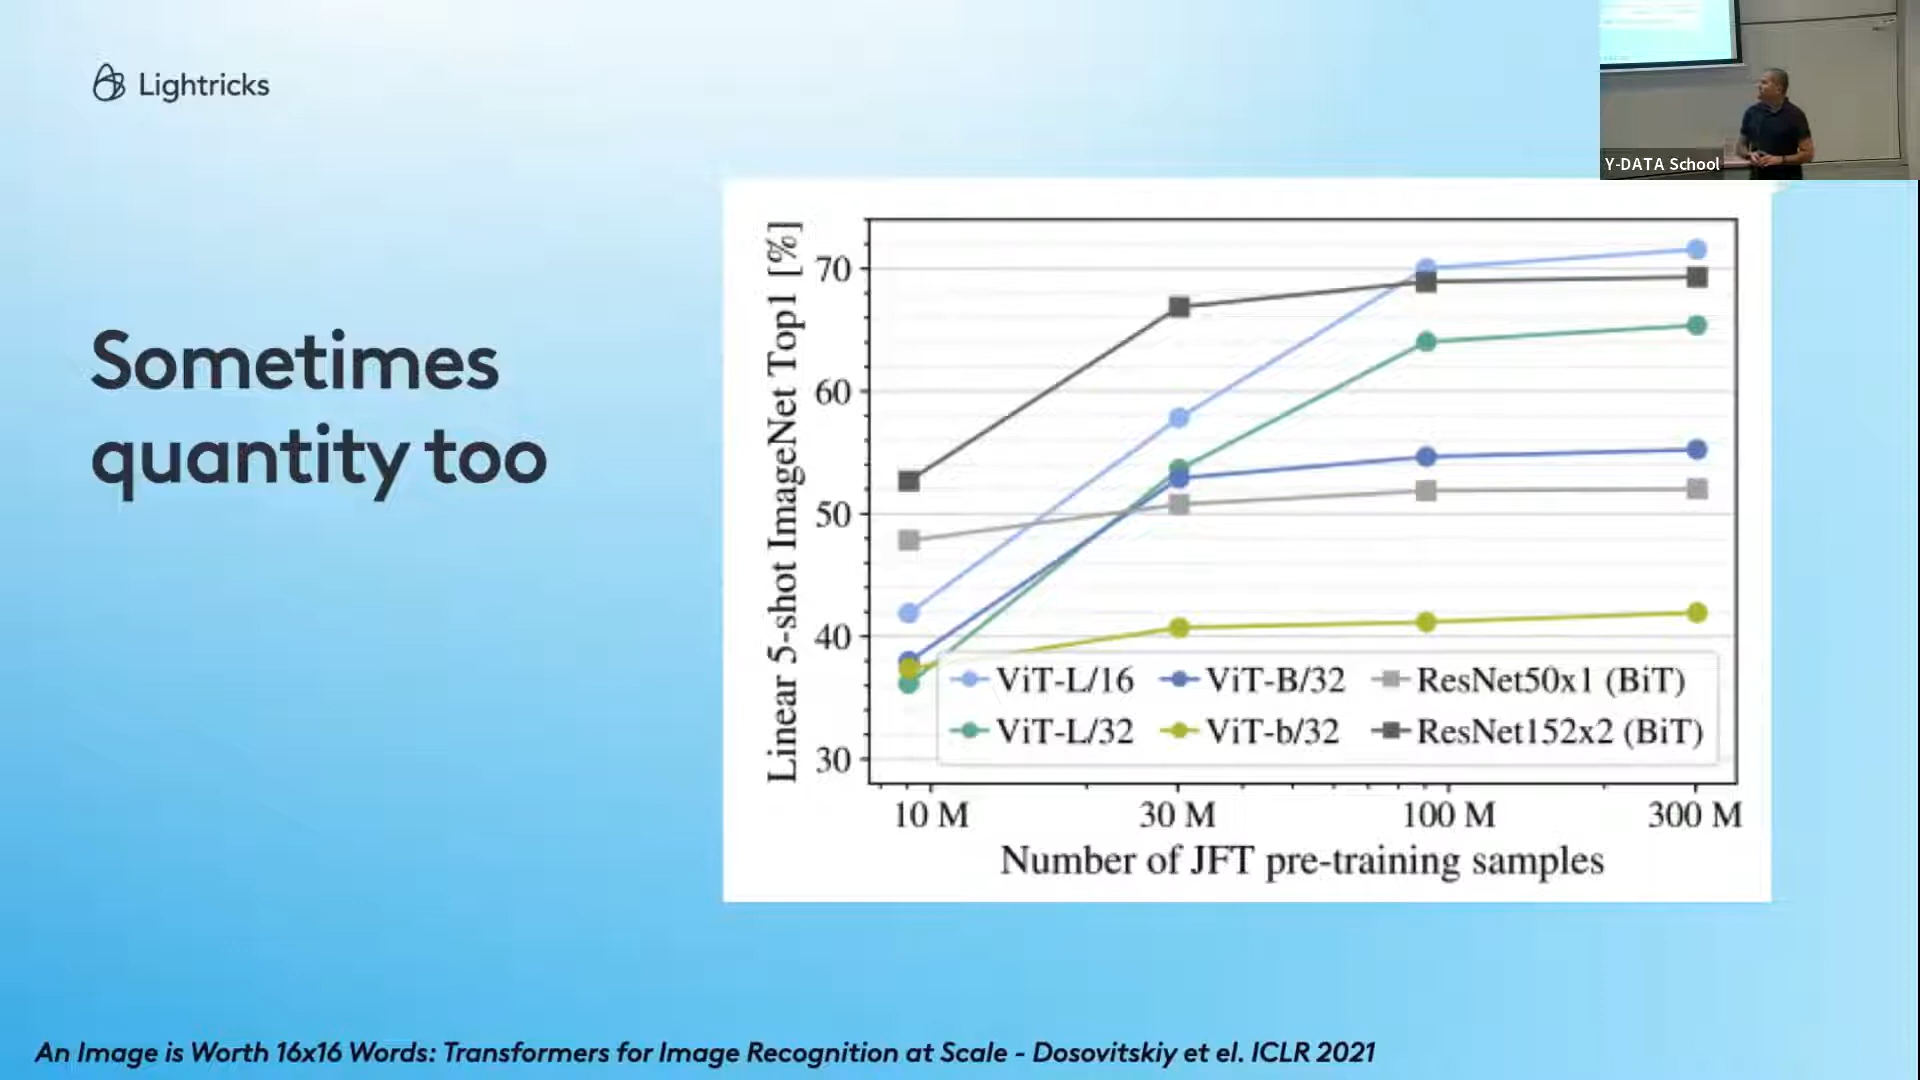 Lightricks
Y-DATA School
Sometimes
quantity too
Linear 5-shot ImageNet Top1 [%]
70
60
50
40
30
ViT-L/16 ViT-B/32 ResNet50x1 (BiT)
ViT-L/32 ViT-b/32 ResNet152x2 (BiT)
10 M 30 M 100 M 300 M
Number of JFT pre-training samples
An Image is Worth 16x16 Words: Transformers for Image Recognition at Scale - Dosovitskiy et el. ICLR 2021